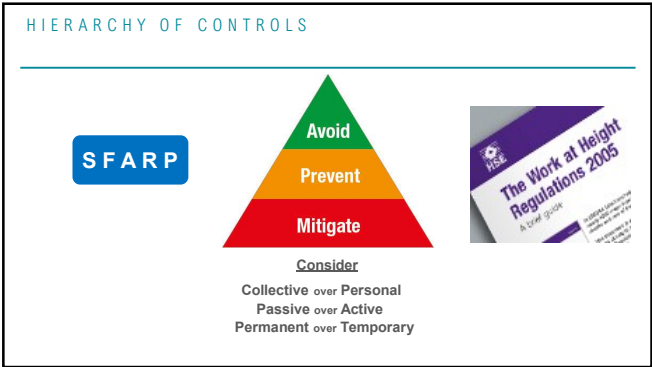 HIERARCHY OF CONTROLS
SFARP
Avoid
Prevent
Mitigate
Consider
Collective over Personal
Passive over Active
Permanent over Temporary
HSE
The Work at Height
Regulations 2005
A brief guide